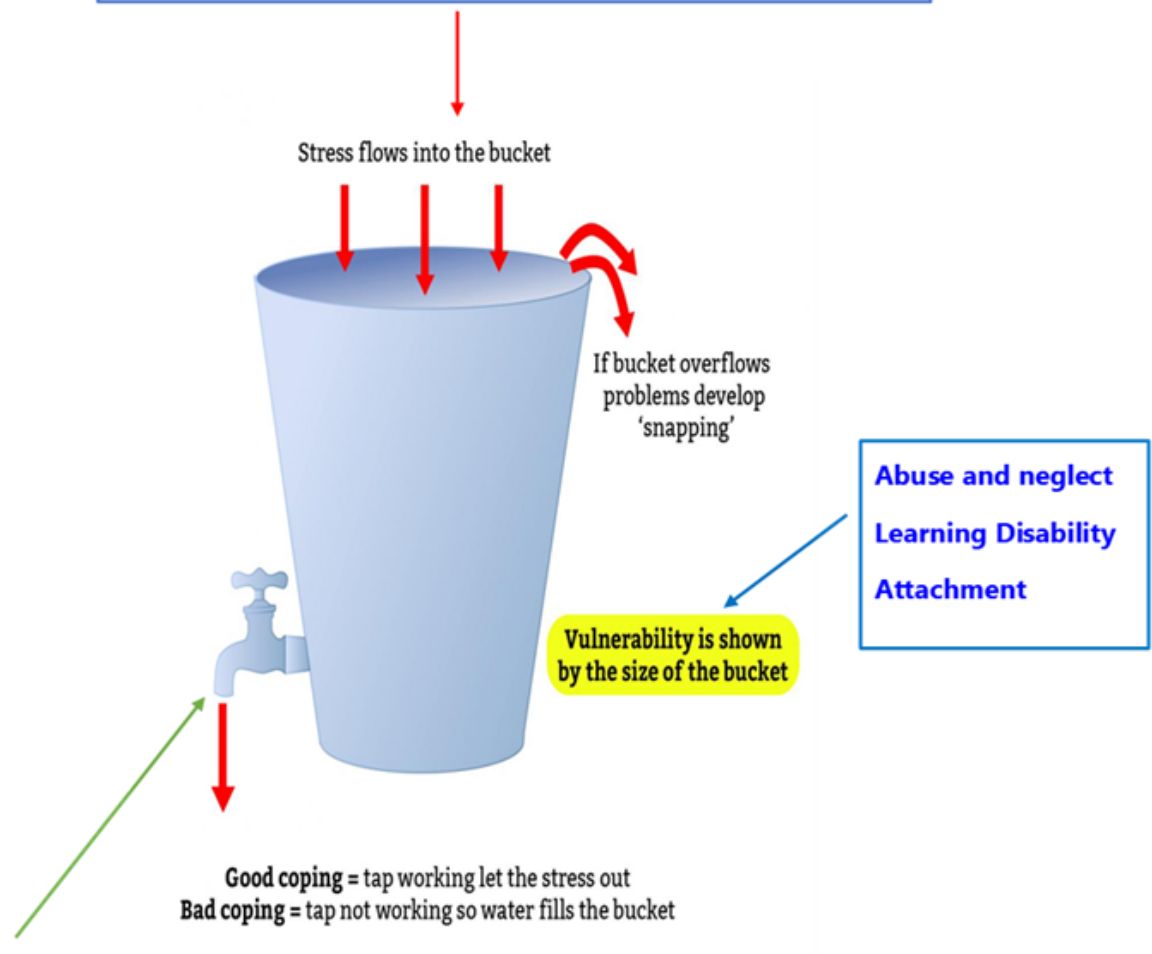 Stress flows into the bucket
If bucket overflows
problems develop
‘snapping’
Abuse and neglect
Learning Disability
Attachment
Vulnerability is shown
by the size of the bucket
Good coping = tap working let the stress out
Bad coping = tap not working so water fills the bucket